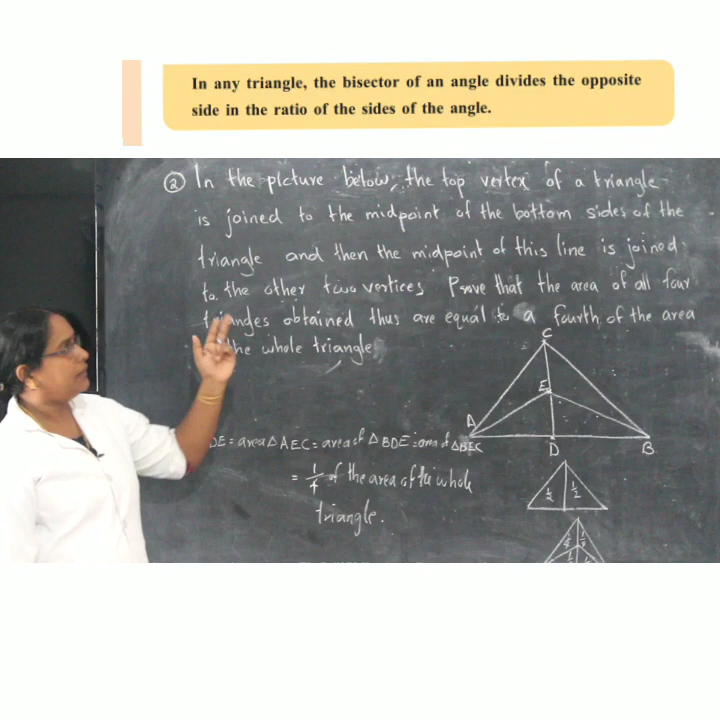 In any triangle, the bisector of an angle divides the opposite
side in the ratio of the sides of the angle.
② In the picture below, the top vertex of a triangle
is joined to the midpoint of the bottom sides of the
triangle and then the midpoint of this line is joined
to the other two vertices. Prove that the area of all four
triangles obtained thus are equal to a fourth of the area
the whole triangle
C
E
A
D
B
DE = area △ AEC = area of △ BDE = area of △BEC
= 1/4 of the area of the whole
triangle.
1/2 1/2